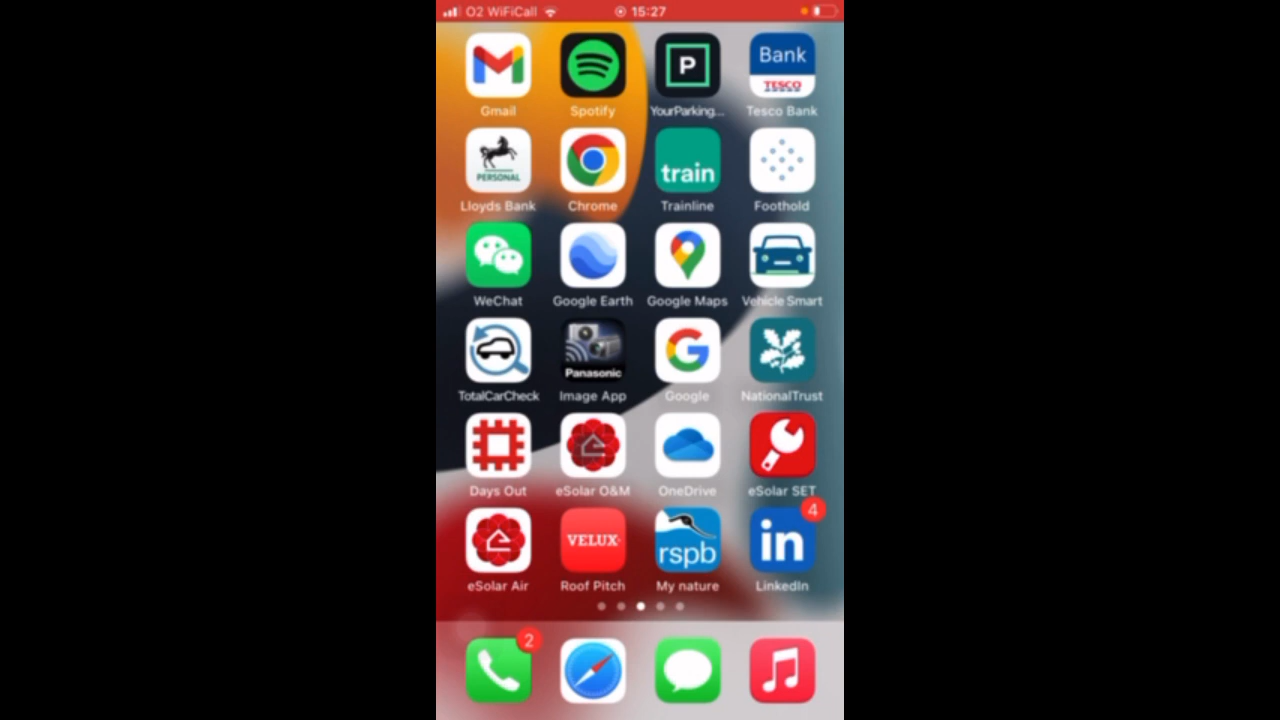 O2 WiFiCall 15:27
P Bank
TESCO
Gmail Spotify YourParking... Tesco Bank
PERSONAL train
Lloyds Bank Chrome Trainline Foothold
WeChat Google Earth Google Maps Vehicle Smart
Panasonic
TotalCarCheck Image App Google NationalTrust
Days Out eSolar O&M OneDrive eSolar SET
4
VELUX rspb in
eSolar Air Roof Pitch My nature LinkedIn
2